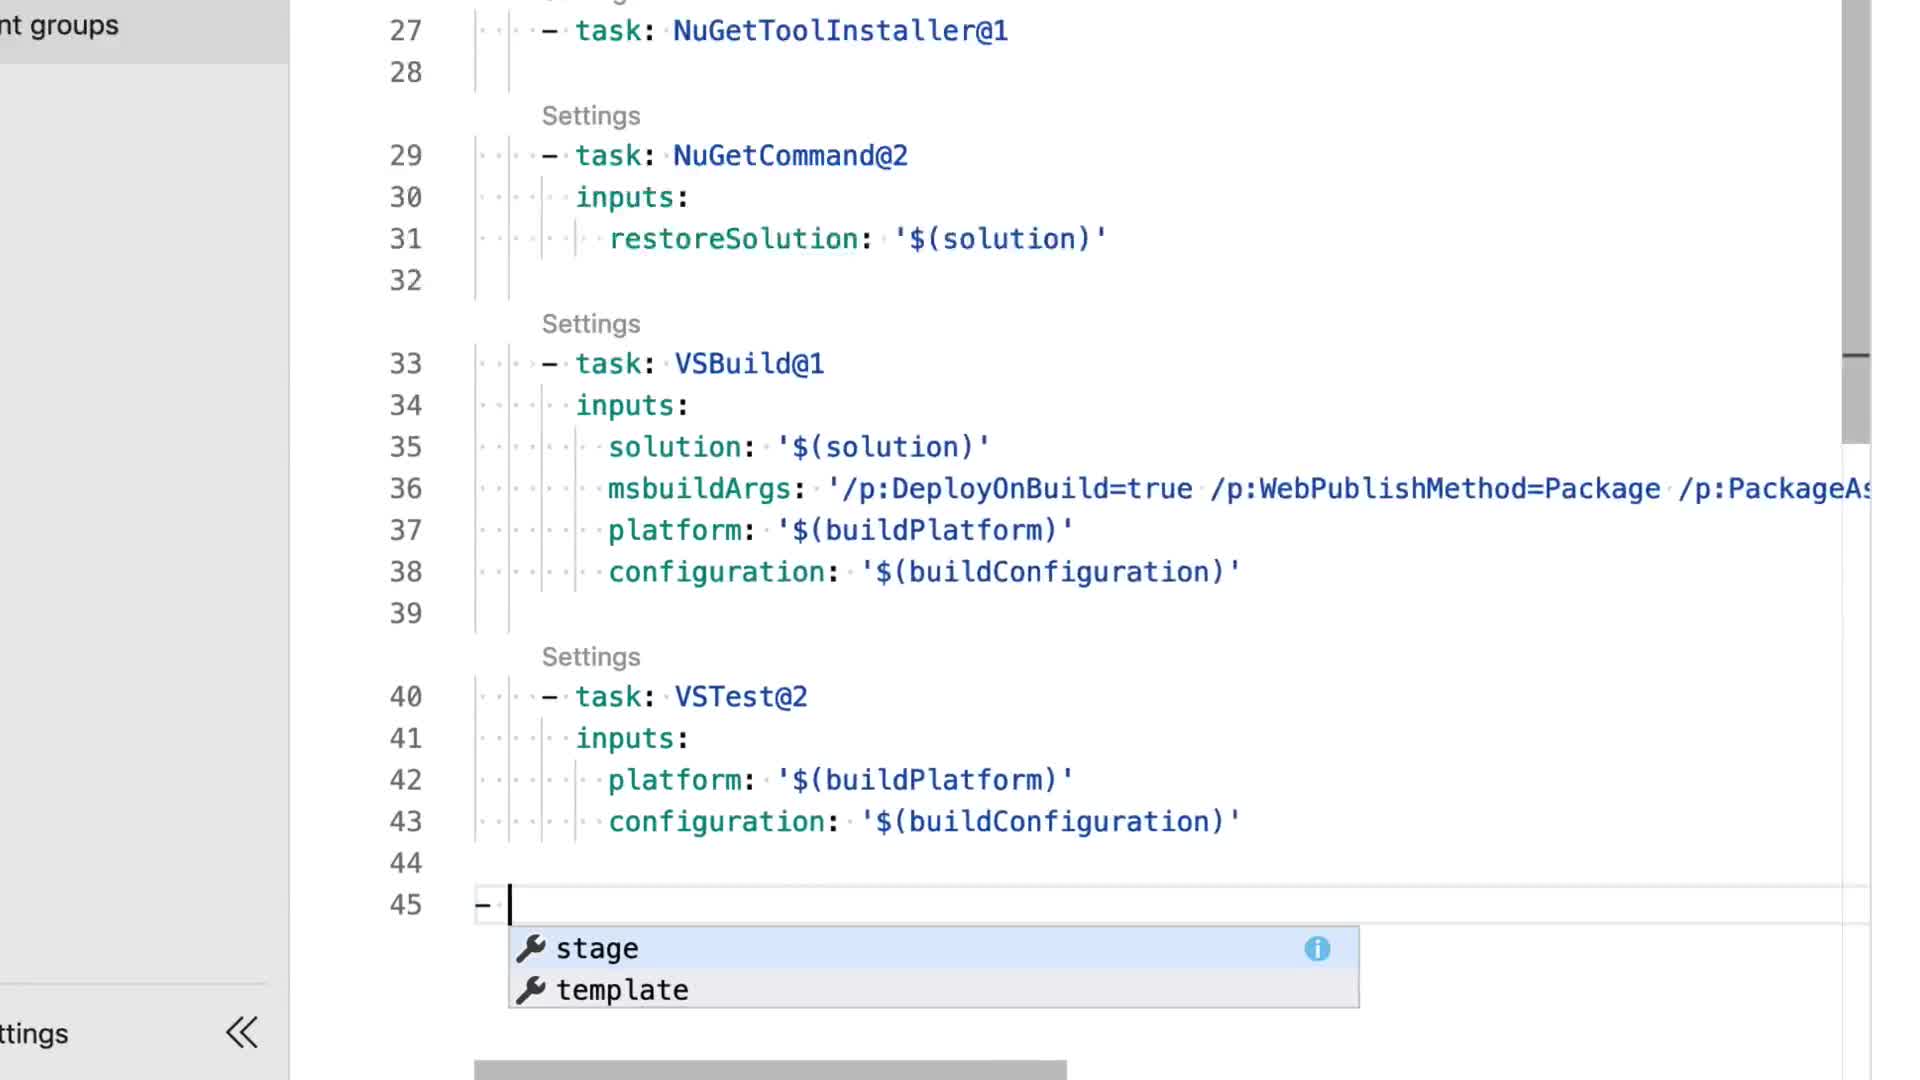 nt groups
27 - task: NuGetToolInstaller@1
28
Settings
29 - task: NuGetCommand@2
30 inputs:
31 restoreSolution: '$(solution)'
32
Settings
33 - task: VSBuild@1
34 inputs:
35 solution: '$(solution)'
36 msbuildArgs: '/p:DeployOnBuild=true /p:WebPublishMethod=Package /p:PackageAs
37 platform: '$(buildPlatform)'
38 configuration: '$(buildConfiguration)'
39
Settings
40 - task: VSTest@2
41 inputs:
42 platform: '$(buildPlatform)'
43 configuration: '$(buildConfiguration)'
44
45 -
stage
template
ttings